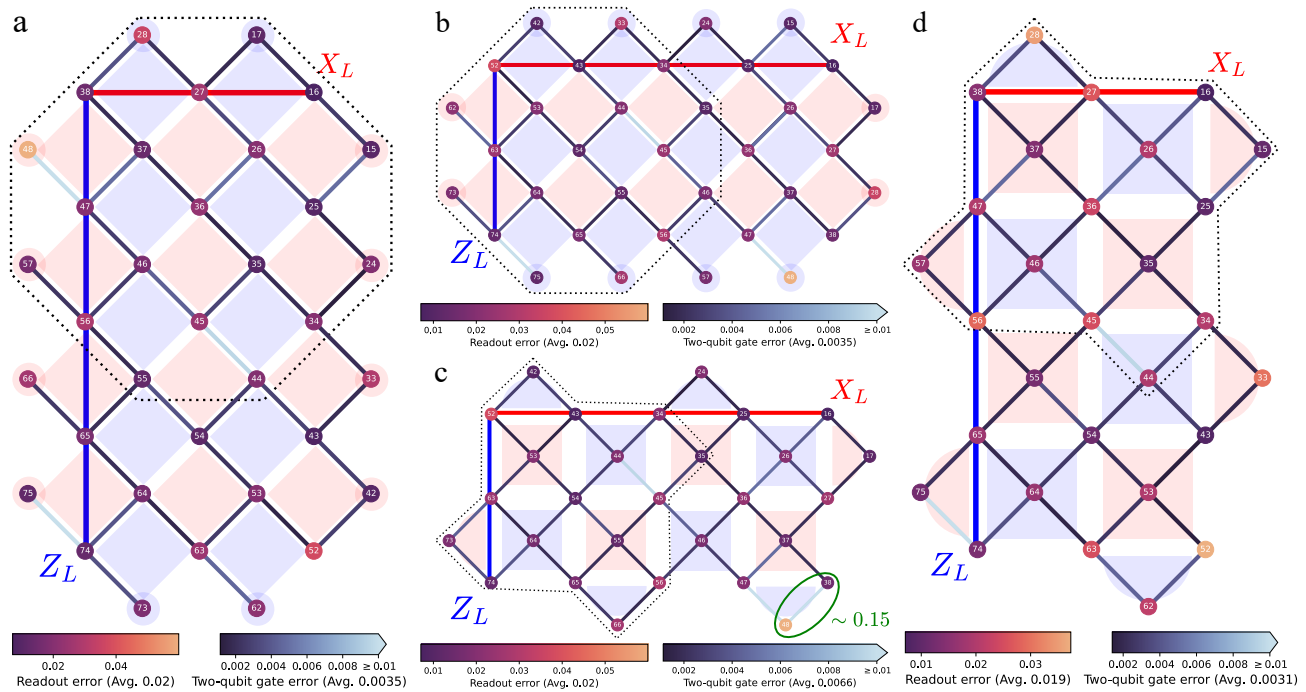 a
28 17
X_L
38 27 16
48 37 26 15
47 36 25
57 46 35 24
56 45 34
66 55 44 33
65 54 43
75 64 53 42
Z_L
74 63 52
73 62
0.02 0.04
Readout error (Avg. 0.02)
0.002 0.006 0.008 ≥0.01
Two-qubit gate error (Avg. 0.0035)
b
42 33 24 15
X_L
52 43 34 25 16
62 53 44 35 26 17
63 54 45 36 27
73 64 55 46 37 28
Z_L
74 65 56 47 38
75 66 57 48
0.01 0.02 0.03 0.04 0.05
Readout error (Avg. 0.02)
0.002 0.004 0.006 0.008 ≥0.01
Two-qubit gate error (Avg. 0.0035)
c
42 24
X_L
52 43 34 25 16
53 44 35 26 17
63 54 45 36 27
73 64 55 46 37
Z_L
74 65 56 47 38
66 48
~ 0.15
0.01 0.02 0.03 0.04 0.05
Readout error (Avg. 0.02)
0.002 0.004 0.006 0.008 ≥0.01
Two-qubit gate error (Avg. 0.0066)
d
28
X_L
38 27 16
37 26 15
47 36 25
57 46 35
56 45 34
55 44 33
65 54 43
75 64 53
Z_L
74 63 52
62
0.01 0.02 0.03
Readout error (Avg. 0.019)
0.002 0.004 0.006 0.008 ≥0.01
Two-qubit gate error (Avg. 0.0031)